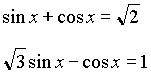 sin x + cos x = √2
√3 sin x − cos x = 1